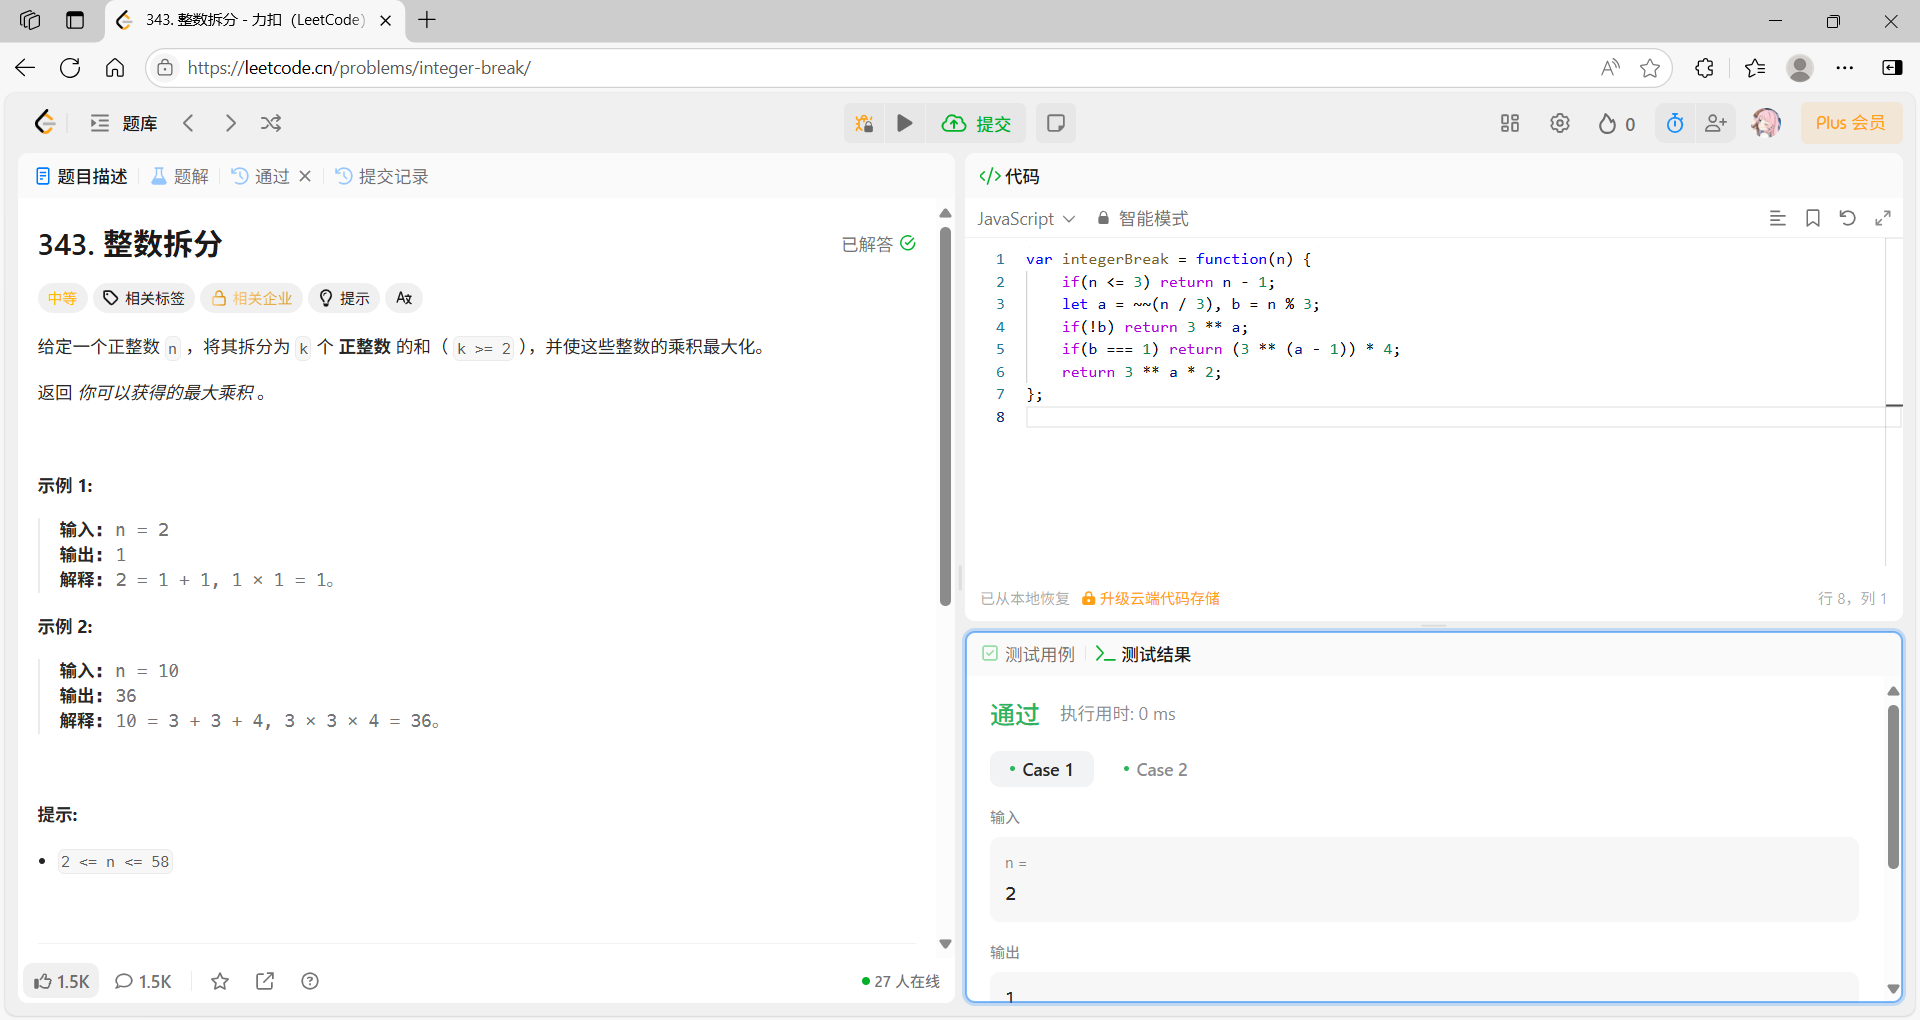 343. 整数拆分 - 力扣（LeetCode）
https://leetcode.cn/problems/integer-break/
题库
提交
0
Plus 会员
题目描述
题解
通过
提交记录
343. 整数拆分
已解答
中等
相关标签
相关企业
提示
给定一个正整数 n ，将其拆分为 k 个 正整数 的和（ k >= 2 ），并使这些整数的乘积最大化。
返回 你可以获得的最大乘积 。
示例 1:
输入: n = 2
输出: 1
解释: 2 = 1 + 1, 1 × 1 = 1。
示例 2:
输入: n = 10
输出: 36
解释: 10 = 3 + 3 + 4, 3 × 3 × 4 = 36。
提示:
2 <= n <= 58
1.5K
1.5K
27 人在线
</> 代码
JavaScript
智能模式
1 var integerBreak = function(n) {
2     if(n <= 3) return n - 1;
3     let a = ~~(n / 3), b = n % 3;
4     if(!b) return 3 ** a;
5     if(b === 1) return (3 ** (a - 1)) * 4;
6     return 3 ** a * 2;
7 };
8
已从本地恢复
升级云端代码存储
行 8，列 1
测试用例
测试结果
通过
执行用时: 0 ms
Case 1
Case 2
输入
n =
2
输出
1